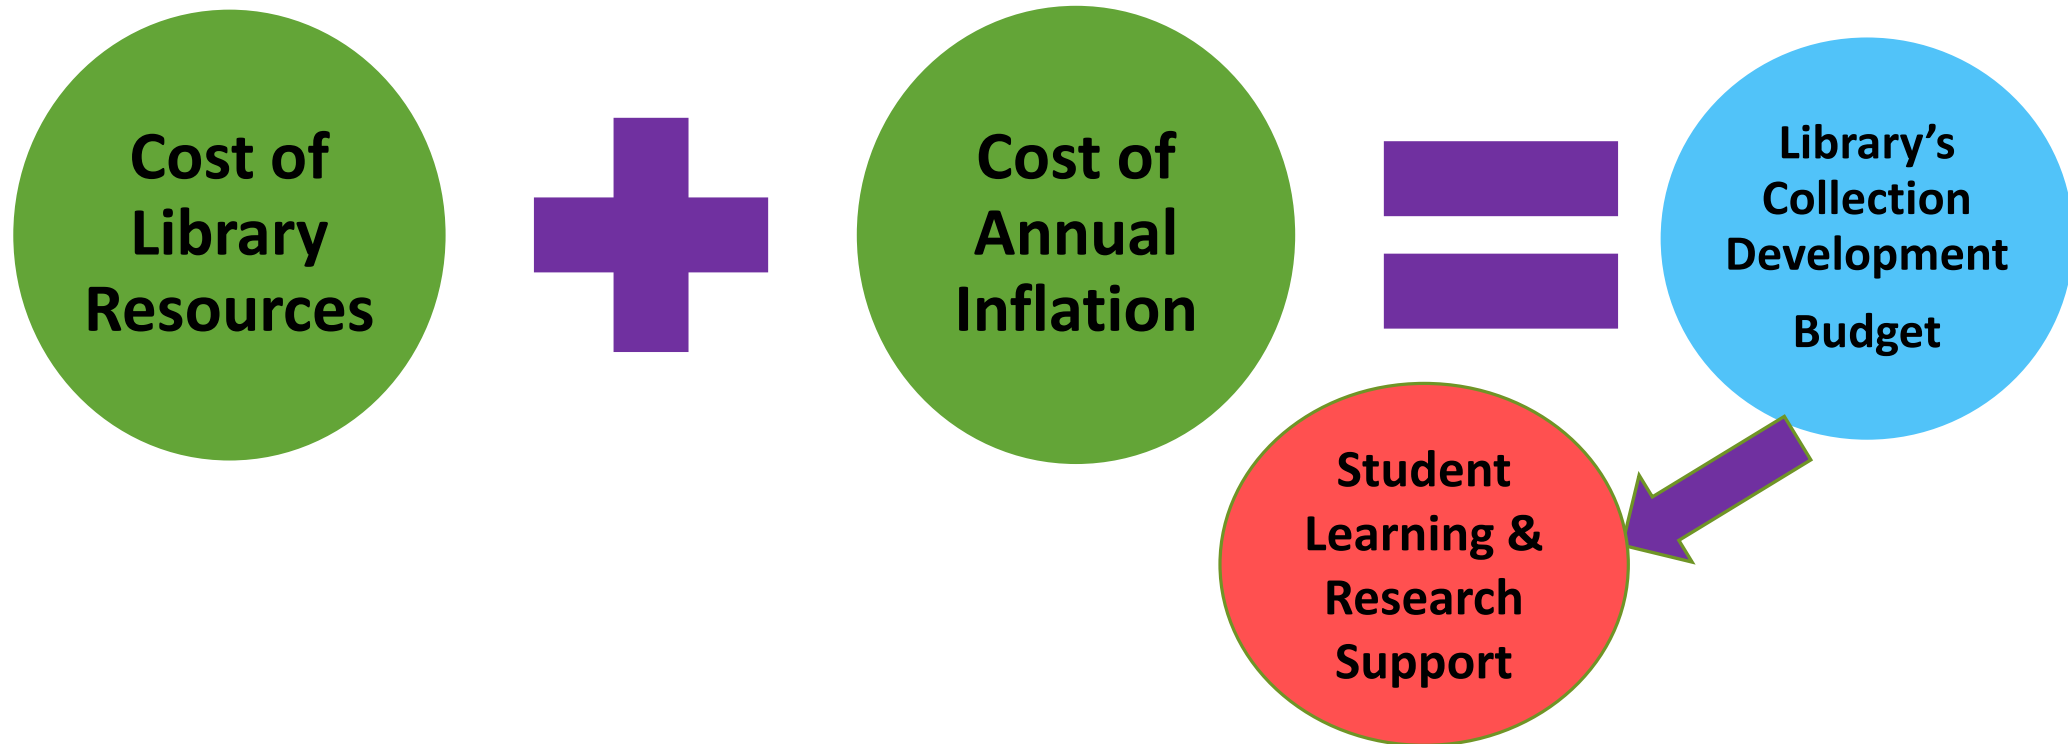 Cost of
Library
Resources
Cost of
Annual
Inflation
Library’s
Collection
Development
Budget
Student
Learning &
Research
Support